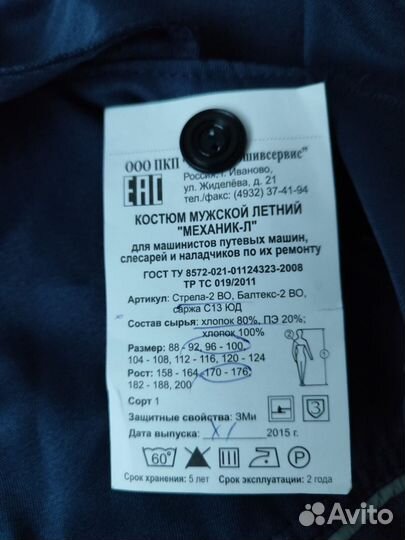 ООО ПКП " шивсервис"
EAC
Россия, г. Иваново,
ул. Жиделёва, д. 21
тел./факс: (4932) 37-41-94
КОСТЮМ МУЖСКОЙ ЛЕТНИЙ
"МЕХАНИК-Л"
для машинистов путевых машин,
слесарей и наладчиков по их ремонту
ГОСТ ТУ 8572-021-01124323-2008
ТР ТС 019/2011
Артикул: Стрела-2 ВО, Балтекс-2 ВО,
саржа С13 ЮД
Состав сырья: хлопок 80%, ПЭ 20%;
хлопок 100%
Размер: 88 - 92, 96 - 100,
104 - 108, 112 - 116, 120 - 124
Рост: 158 - 164, 170 - 176,
182 - 188, 200
Сорт 1
Защитные свойства: ЗМи
3
Дата выпуска: XI 2015 г.
60° P
Срок хранения: 5 лет Срок эксплуатации: 2 года
Avito